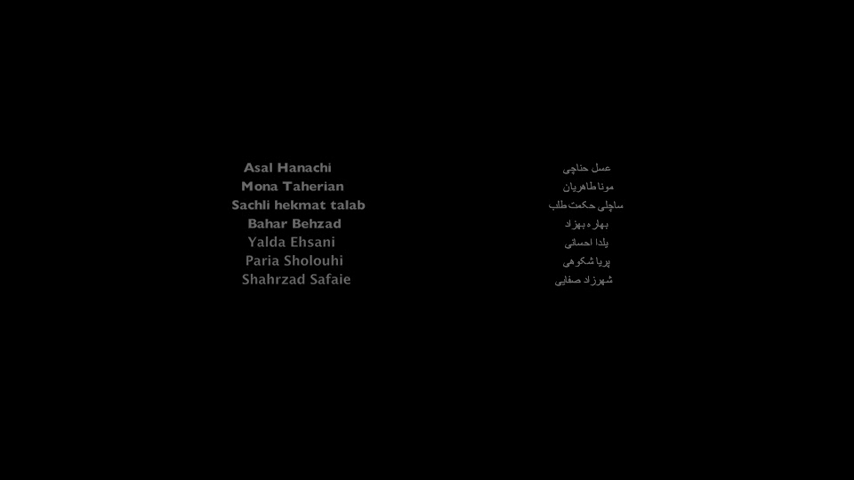 Asal Hanachi عسل حناچی
Mona Taherian مونا طاهریان
Sachli hekmat talab ساچلی حکمت طلب
Bahar Behzad بهاره بهزاد
Yalda Ehsani یلدا احسانی
Paria Sholouhi پریا شکوهی
Shahrzad Safaie شهرزاد صفایی